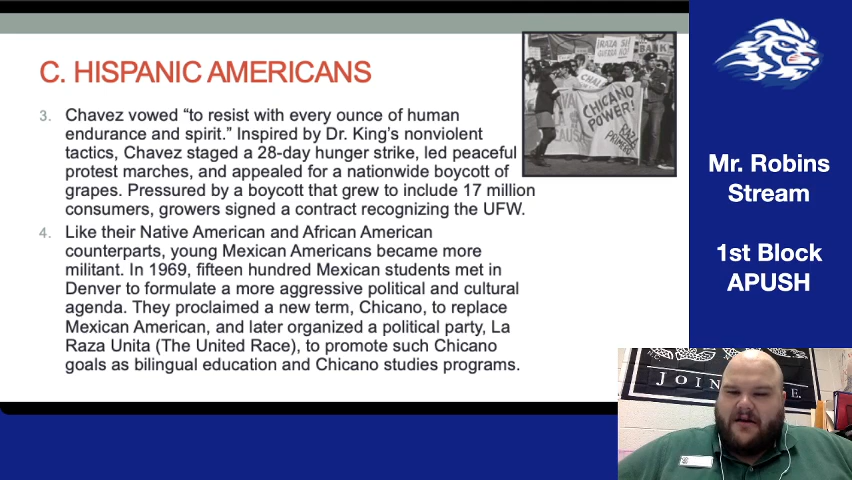 C. HISPANIC AMERICANS
3. Chavez vowed “to resist with every ounce of human
endurance and spirit.” Inspired by Dr. King’s nonviolent
tactics, Chavez staged a 28-day hunger strike, led peaceful
protest marches, and appealed for a nationwide boycott of
grapes. Pressured by a boycott that grew to include 17 million
consumers, growers signed a contract recognizing the UFW.
4. Like their Native American and African American
counterparts, young Mexican Americans became more
militant. In 1969, fifteen hundred Mexican students met in
Denver to formulate a more aggressive political and cultural
agenda. They proclaimed a new term, Chicano, to replace
Mexican American, and later organized a political party, La
Raza Unita (The United Race), to promote such Chicano
goals as bilingual education and Chicano studies programs.
RAZA SI
GUERRA NO!
BANK
CHICANO
POWER!
RAZA
Mr. Robins
Stream
1st Block
APUSH
JOIN